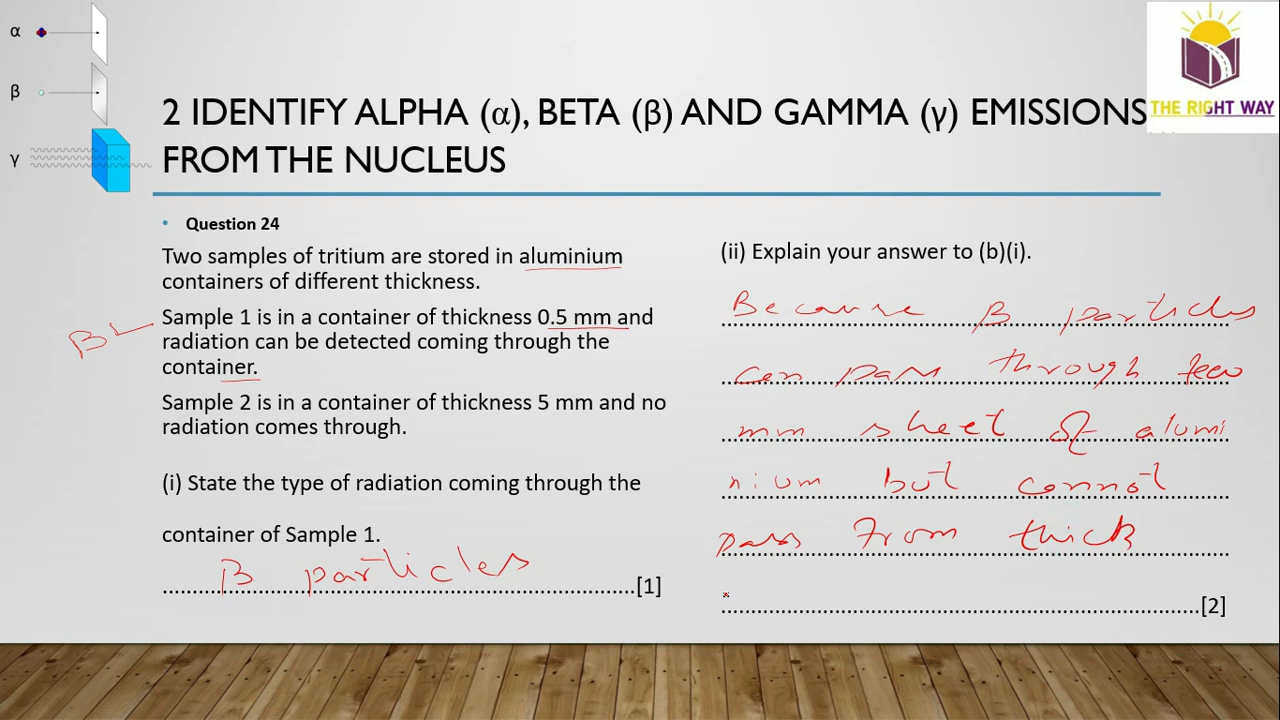 α
β
γ
THE RIGHT WAY
2 IDENTIFY ALPHA (α), BETA (β) AND GAMMA (γ) EMISSIONS
FROM THE NUCLEUS
• Question 24
Two samples of tritium are stored in aluminium
containers of different thickness.
Sample 1 is in a container of thickness 0.5 mm and
radiation can be detected coming through the
container.
β
Sample 2 is in a container of thickness 5 mm and no
radiation comes through.
(i) State the type of radiation coming through the
container of Sample 1.
β particles
[1]
(ii) Explain your answer to (b)(i).
Because β particles
can pass through few
mm sheet of alumi
nium but cannot
pass from thick
[2]